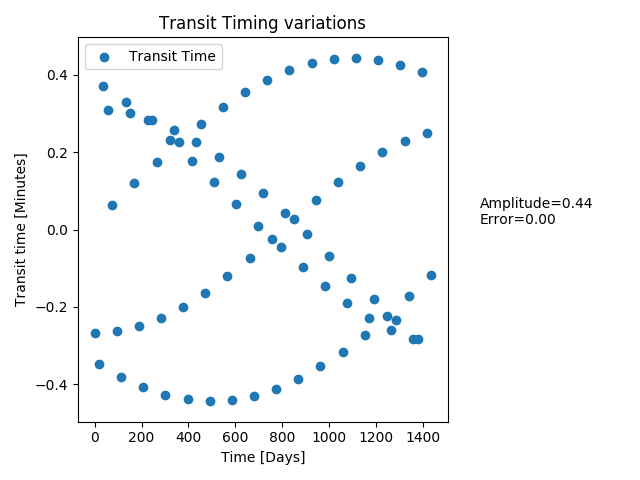 Transit Timing variations
Transit Time
Transit time [Minutes]
0.4
0.2
0.0
−0.2
−0.4
0 200 400 600 800 1000 1200 1400
Time [Days]
Amplitude=0.44
Error=0.00